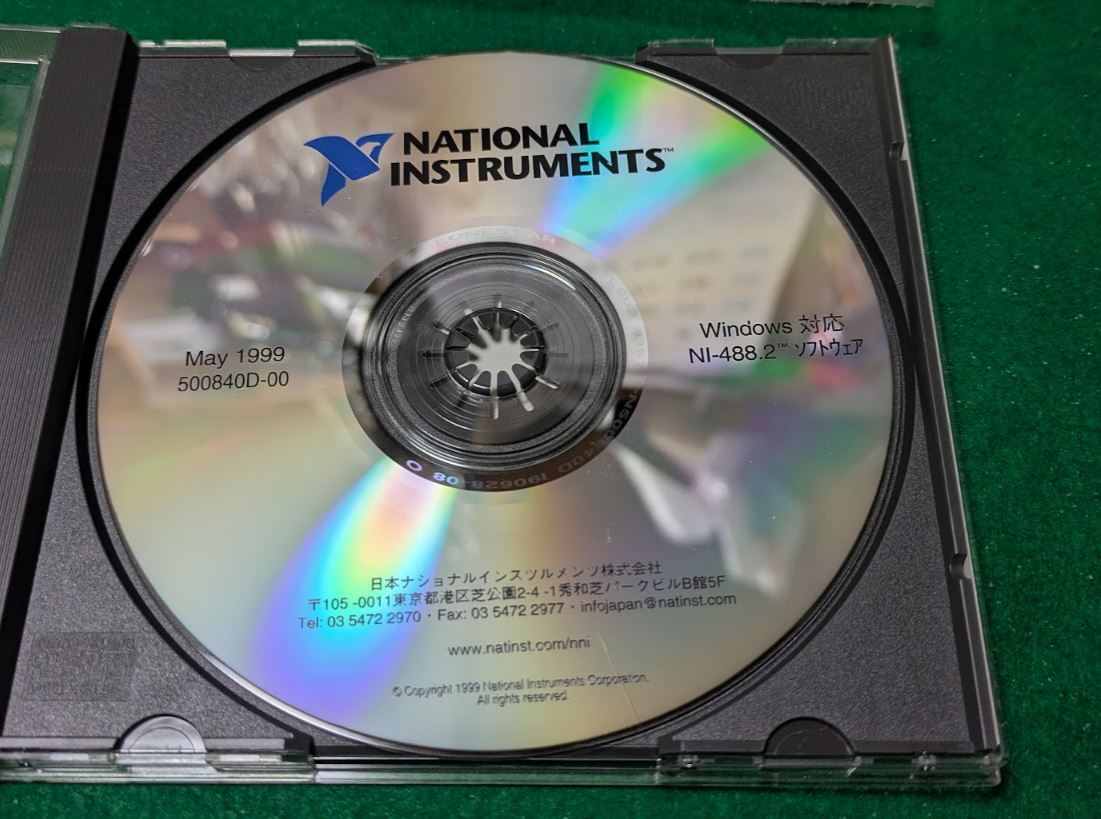 NATIONAL
INSTRUMENTS™
LONESTAR
May 1999
500840D-00
Windows 対応
NI-488.2™ ソフトウェア
日本ナショナルインスツルメンツ株式会社
〒105-0011東京都港区芝公園2-4-1秀和芝パークビルB館5F
Tel: 03 5472 2970・Fax: 03 5472 2977・infojapan@natinst.com
www.natinst.com/nni
© Copyright 1999 National Instruments Corporation.
All rights reserved.